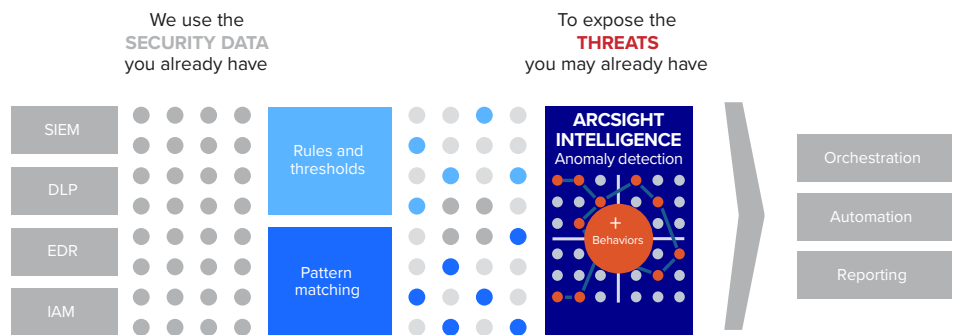 We use the
SECURITY DATA
you already have
To expose the
THREATS
you may already have
SIEM
DLP
EDR
IAM
Rules and
thresholds
Pattern
matching
ARCSIGHT
INTELLIGENCE
Anomaly detection
+
Behaviors
Orchestration
Automation
Reporting